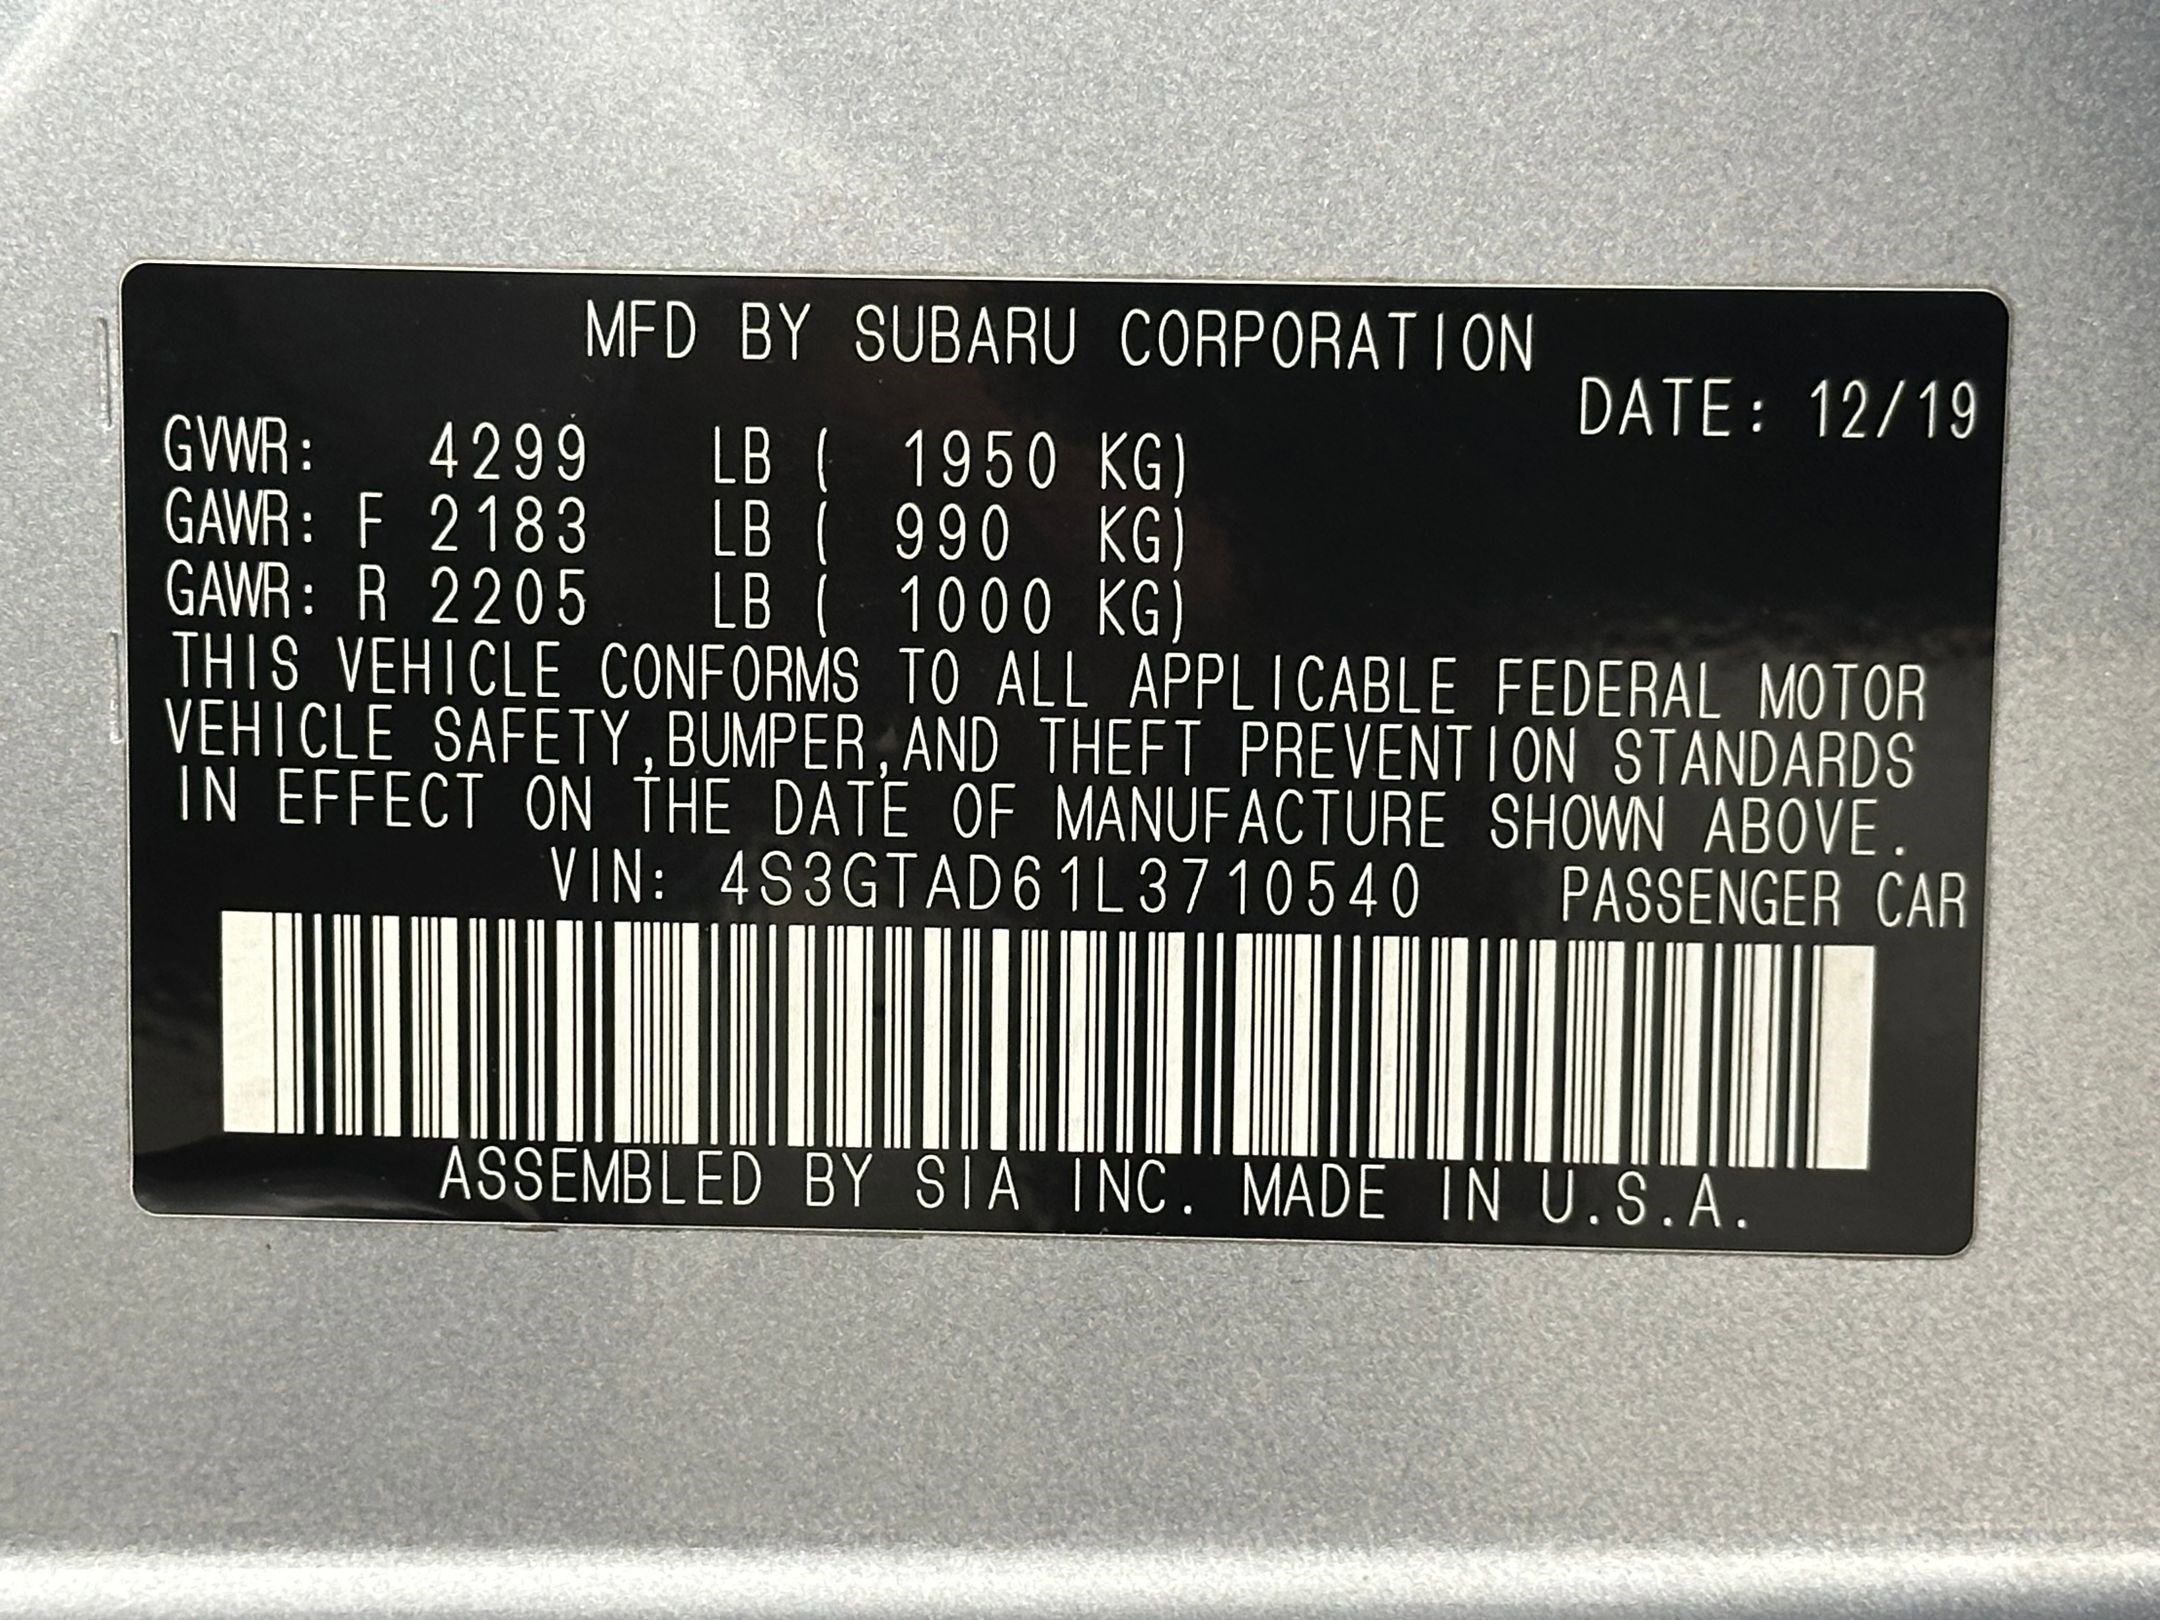 MFD BY SUBARU CORPORATION
DATE: 12/19
GVWR: 4299 LB ( 1950 KG)
GAWR: F 2183 LB ( 990 KG)
GAWR: R 2205 LB ( 1000 KG)
THIS VEHICLE CONFORMS TO ALL APPLICABLE FEDERAL MOTOR
VEHICLE SAFETY,BUMPER,AND THEFT PREVENTION STANDARDS
IN EFFECT ON THE DATE OF MANUFACTURE SHOWN ABOVE.
VIN: 4S3GTAD61L3710540 PASSENGER CAR
ASSEMBLED BY SIA INC. MADE IN U.S.A.